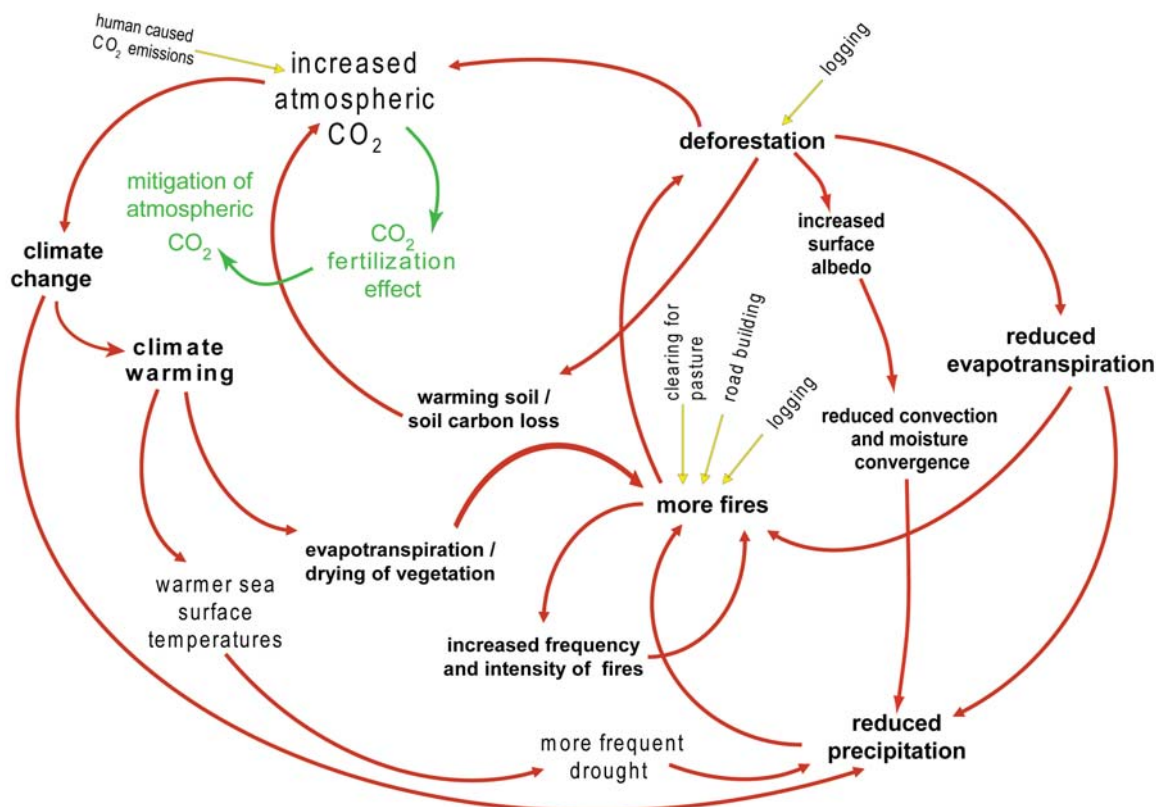 human caused
CO₂ emissions
increased
atmospheric
CO₂
logging
deforestation
mitigation of
atmospheric
CO₂
CO₂
fertilization
effect
climate
change
increased
surface
albedo
climate
warming
clearing for
pasture
road building
logging
reduced
evapotranspiration
warming soil /
soil carbon loss
reduced convection
and moisture
convergence
more fires
evapotranspiration /
drying of vegetation
warmer sea
surface
temperatures
increased frequency
and intensity of fires
more frequent
drought
reduced
precipitation